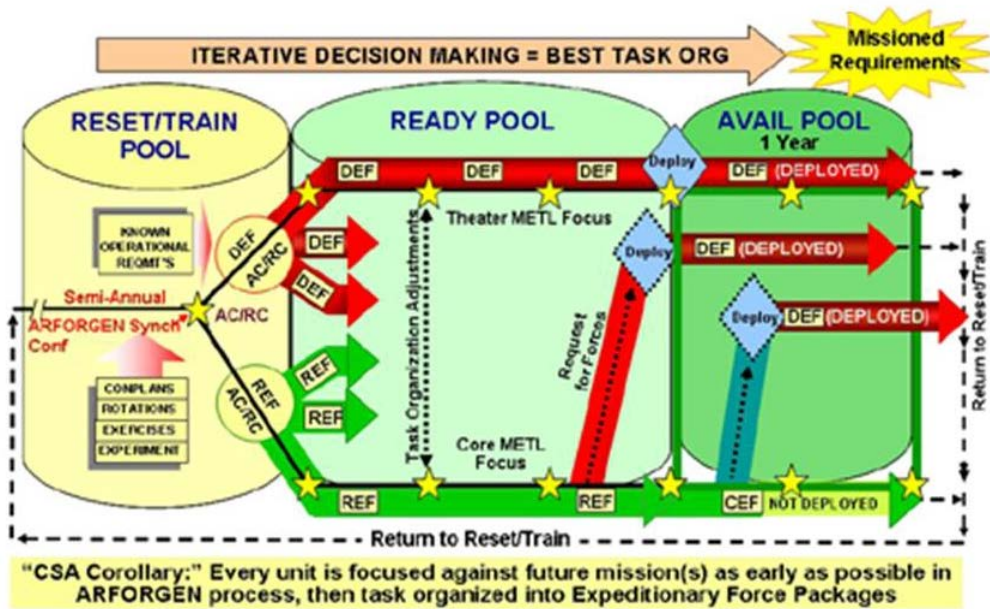 ITERATIVE DECISION MAKING = BEST TASK ORG
Missioned
Requirements
RESET/TRAIN
POOL
READY POOL
AVAIL POOL
1 Year
DEF
DEF
DEF
DEF
Deploy
DEF (DEPLOYED)
Theater METL Focus
KNOWN
OPERATIONAL
REQMT'S
DEF
AC/RC
DEF
DEF
Deploy
DEF (DEPLOYED)
Semi-Annual
ARFORGEN Synch
Conf
AC/RC
Deploy
DEF (DEPLOYED)
Task Organization Adjustments
Request
for Forces
Return to Reset/Train
CONPLANS
ROTATIONS
EXERCISES
EXPERIMENT
REF
AC/RC
REF
REF
Core METL
Focus
REF
REF
CEF
NOT DEPLOYED
Return to Reset/Train
"CSA Corollary:" Every unit is focused against future mission(s) as early as possible in
ARFORGEN process, then task organized into Expeditionary Force Packages